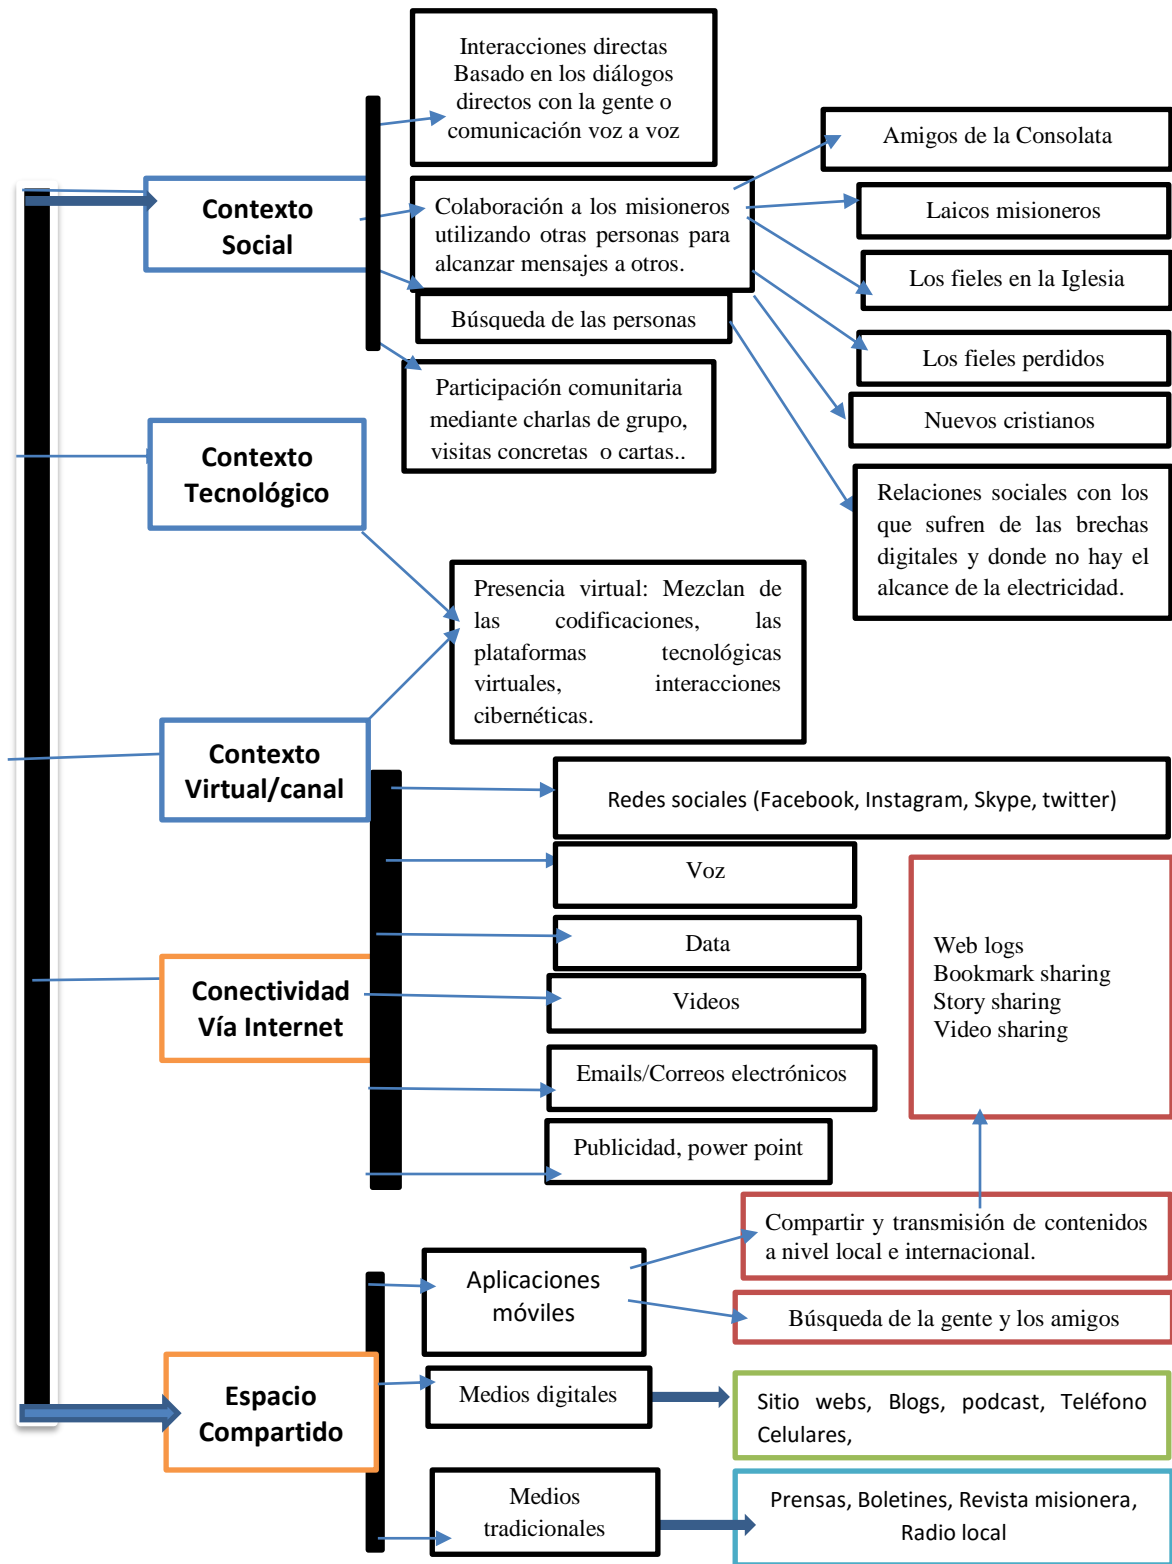 Interacciones directas
Basado en los diálogos
directos con la gente o
comunicación voz a voz
Amigos de la Consolata
Contexto
Social
Colaboración a los misioneros
utilizando otras personas para
alcanzar mensajes a otros.
Laicos misioneros
Los fieles en la Iglesia
Búsqueda de las personas
Los fieles perdidos
Participación comunitaria
mediante charlas de grupo,
visitas concretas o cartas..
Nuevos cristianos
Contexto
Tecnológico
Relaciones sociales con los
que sufren de las brechas
digitales y donde no hay el
alcance de la electricidad.
Presencia virtual: Mezclan de
las codificaciones, las
plataformas tecnológicas
virtuales, interacciones
cibernéticas.
Contexto
Virtual/canal
Redes sociales (Facebook, Instagram, Skype, twitter)
Voz
Data
Web logs
Bookmark sharing
Story sharing
Video sharing
Conectividad
Vía Internet
Videos
Emails/Correos electrónicos
Publicidad, power point
Compartir y transmisión de contenidos
a nivel local e internacional.
Aplicaciones
móviles
Búsqueda de la gente y los amigos
Espacio
Compartido
Medios digitales
Sitio webs, Blogs, podcast, Teléfono
Celulares,
Medios
tradicionales
Prensas, Boletines, Revista misionera,
Radio local